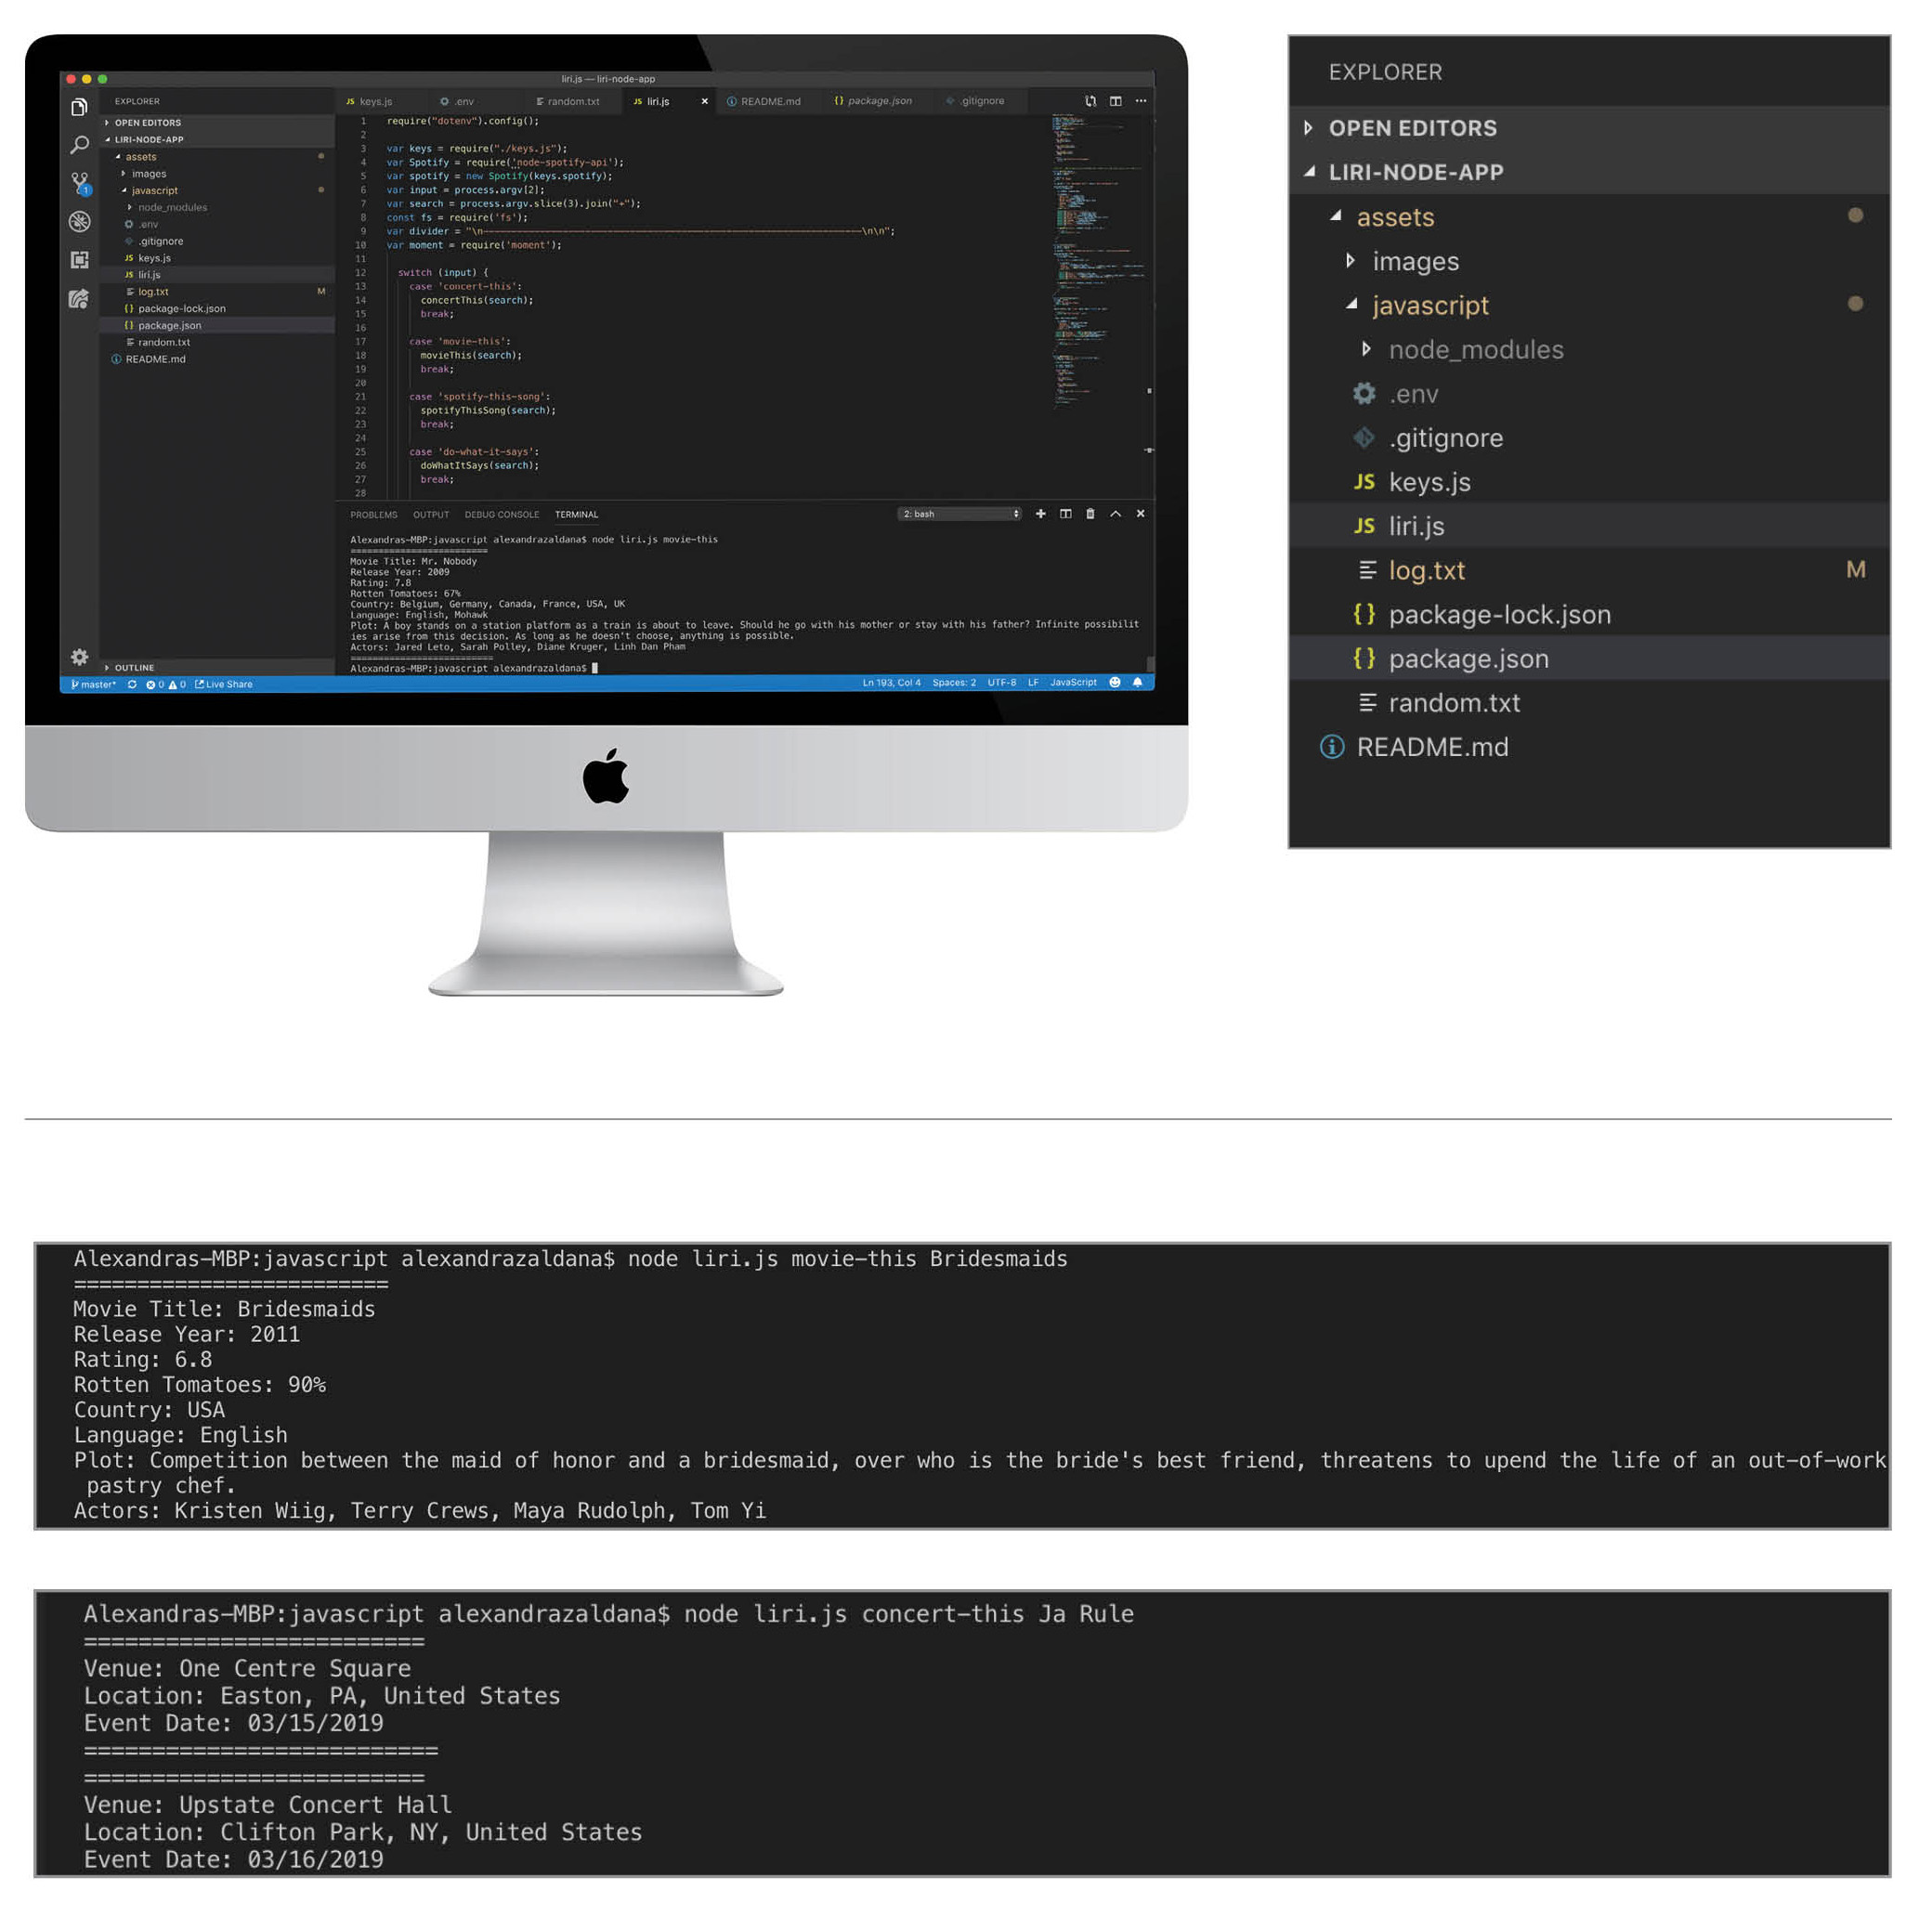 liri.js — liri-node-app
EXPLORER
OPEN EDITORS
LIRI-NODE-APP
assets
images
javascript
node_modules
.env
.gitignore
JS keys.js
JS liri.js
log.txt M
{} package-lock.json
{} package.json
random.txt
README.md
OUTLINE
JS keys.js .env random.txt JS liri.js × README.md {} package.json .gitignore
1 require("dotenv").config();
2
3 var keys = require("./keys.js");
4 var Spotify = require('node-spotify-api');
5 var spotify = new Spotify(keys.spotify);
6 var input = process.argv[2];
7 var search = process.argv.slice(3).join("+");
8 const fs = require('fs');
9 var divider = "\n------------------------------------------------------------\n\n";
10 var moment = require('moment');
11
12 switch (input) {
13 case 'concert-this':
14 concertThis(search);
15 break;
16
17 case 'movie-this':
18 movieThis(search);
19 break;
20
21 case 'spotify-this-song':
22 spotifyThisSong(search);
23 break;
24
25 case 'do-what-it-says':
26 doWhatItSays(search);
27 break;
28
PROBLEMS OUTPUT DEBUG CONSOLE TERMINAL 2: bash
Alexandras-MBP:javascript alexandrazaldana$ node liri.js movie-this
=========================
Movie Title: Mr. Nobody
Release Year: 2009
Rating: 7.8
Rotten Tomatoes: 67%
Country: Belgium, Germany, Canada, France, USA, UK
Language: English, Mohawk
Plot: A boy stands on a station platform as a train is about to leave. Should he go with his mother or stay with his father? Infinite possibilit
ies arise from this decision. As long as he doesn't choose, anything is possible.
Actors: Jared Leto, Sarah Polley, Diane Kruger, Linh Dan Pham
==========================
Alexandras-MBP:javascript alexandrazaldana$
master* 0 0 Live Share Ln 193, Col 4 Spaces: 2 UTF-8 LF JavaScript
1
EXPLORER
OPEN EDITORS
LIRI-NODE-APP
assets
images
javascript
node_modules
.env
.gitignore
JS keys.js
JS liri.js
log.txt M
{} package-lock.json
{} package.json
random.txt
README.md
Alexandras-MBP:javascript alexandrazaldana$ node liri.js movie-this Bridesmaids
=========================
Movie Title: Bridesmaids
Release Year: 2011
Rating: 6.8
Rotten Tomatoes: 90%
Country: USA
Language: English
Plot: Competition between the maid of honor and a bridesmaid, over who is the bride's best friend, threatens to upend the life of an out-of-work
pastry chef.
Actors: Kristen Wiig, Terry Crews, Maya Rudolph, Tom Yi
Alexandras-MBP:javascript alexandrazaldana$ node liri.js concert-this Ja Rule
=========================
Venue: One Centre Square
Location: Easton, PA, United States
Event Date: 03/15/2019
==========================
=========================
Venue: Upstate Concert Hall
Location: Clifton Park, NY, United States
Event Date: 03/16/2019